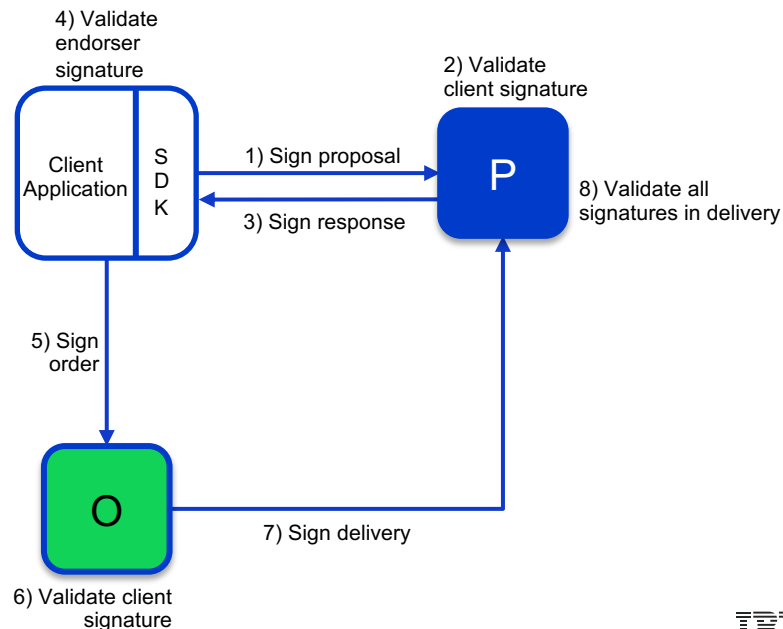 4) Validate
endorser
signature
2) Validate
client signature
Client
Application
S
D
K
1) Sign proposal
P
3) Sign response
8) Validate all
signatures in delivery
5) Sign
order
O
7) Sign delivery
6) Validate client
signature